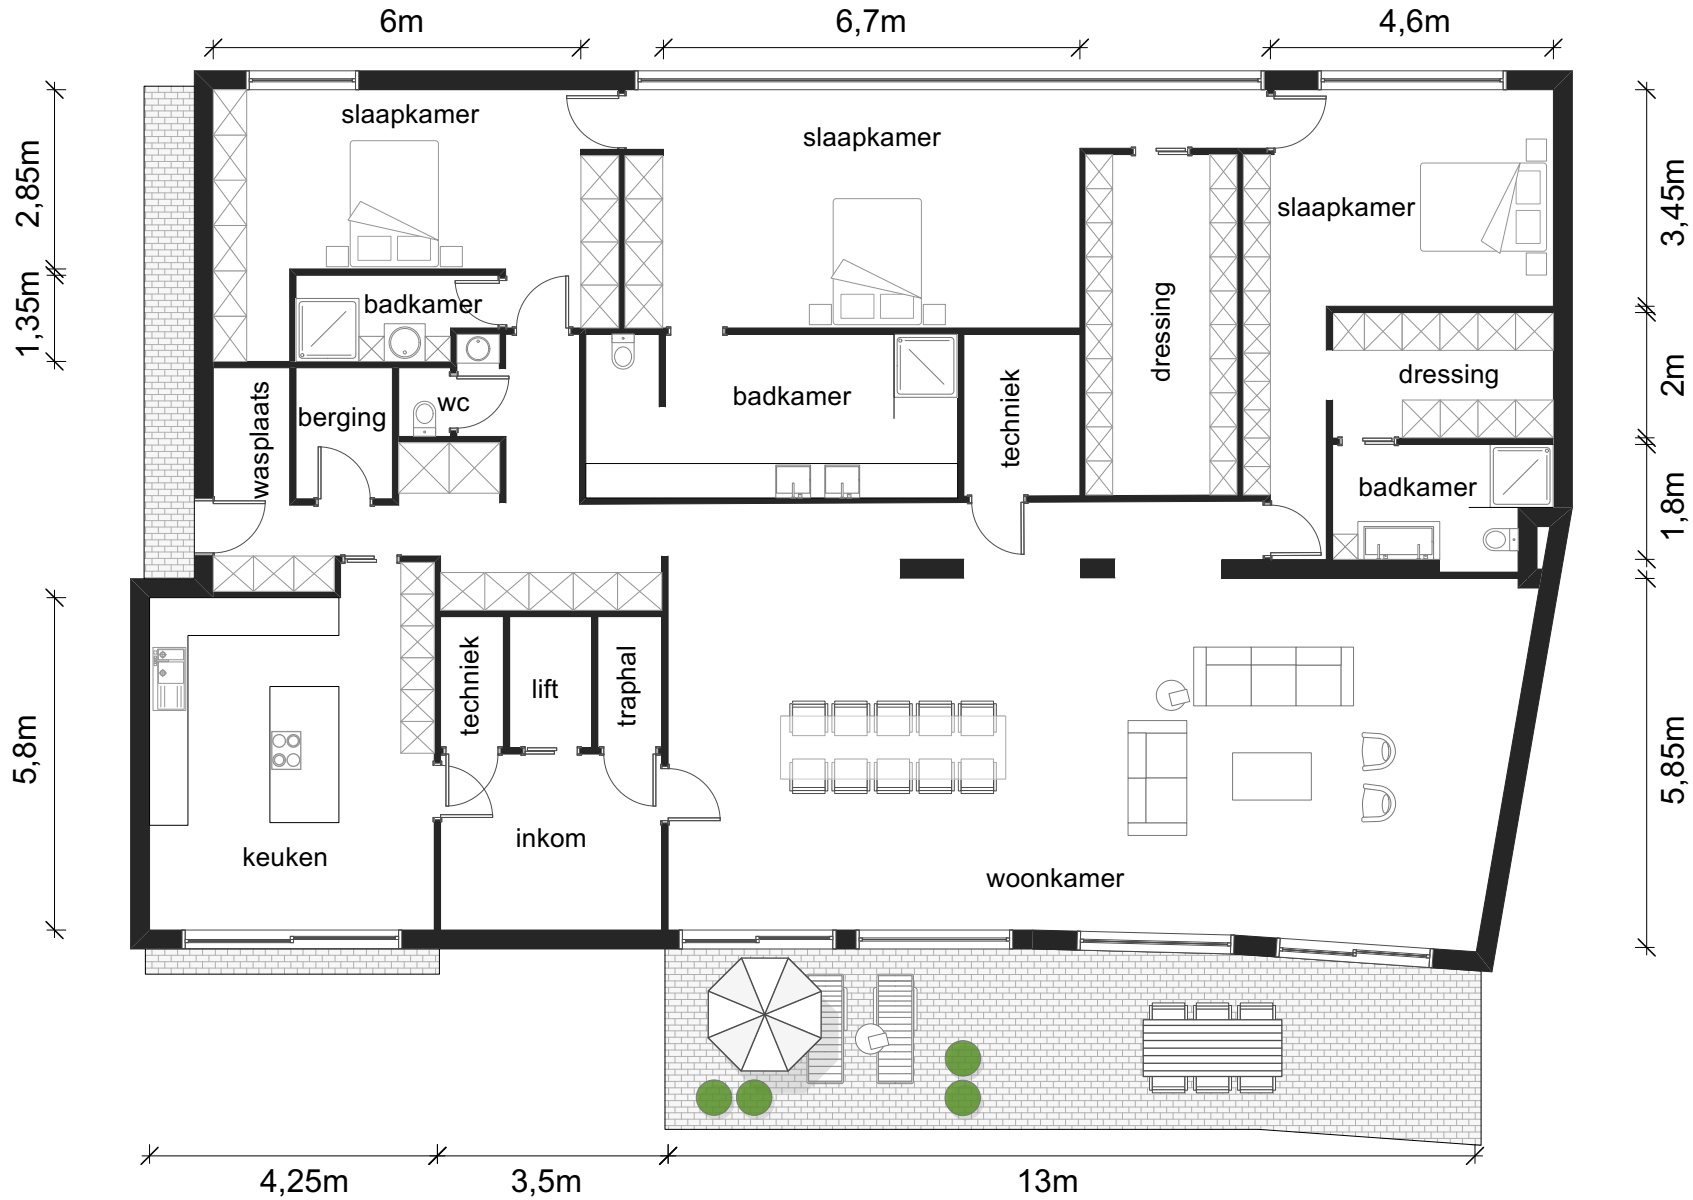 6m
6,7m
4,6m
slaapkamer
slaapkamer
slaapkamer
2,85m
3,45m
1,35m
badkamer
dressing
dressing
2m
wasplaats
berging
wc
badkamer
techniek
badkamer
1,8m
techniek
lift
traphal
5,8m
5,85m
inkom
keuken
woonkamer
4,25m
3,5m
13m